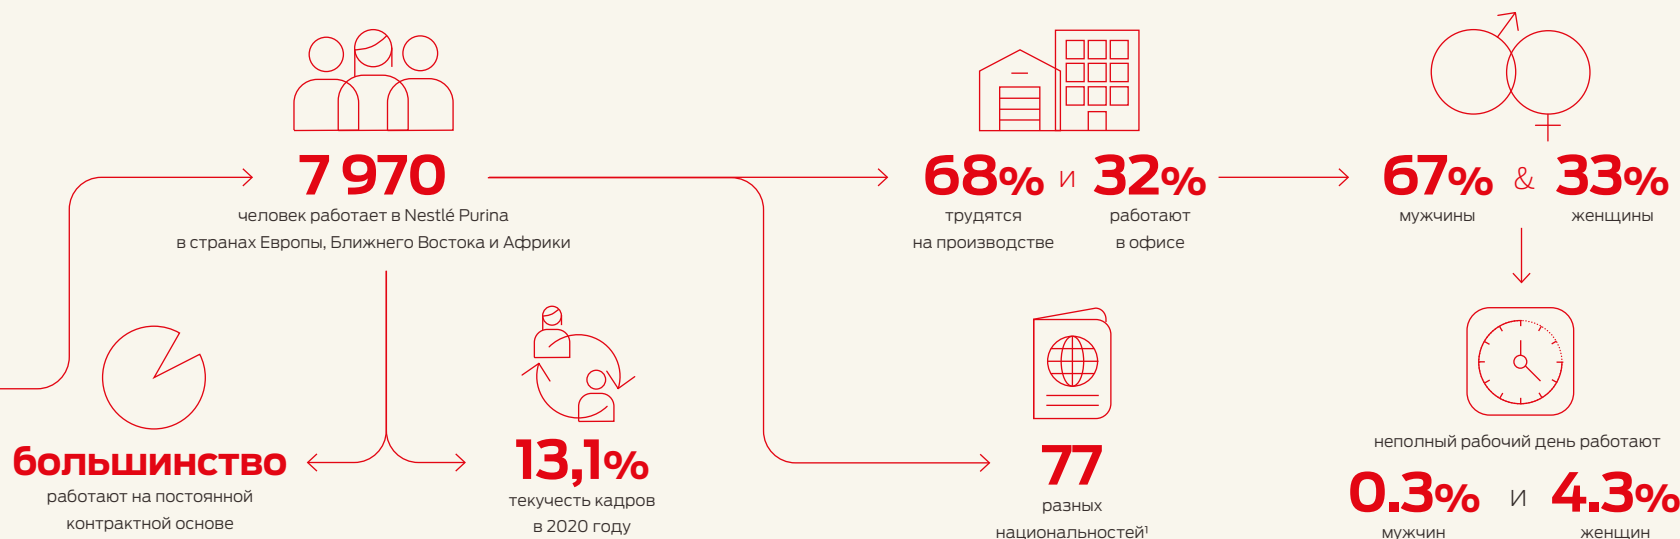 7 970
человек работает в Nestlé Purina
в странах Европы, Ближнего Востока и Африки
68% и 32%
трудятся
на производстве
работают
в офисе
67% & 33%
мужчины
женщины
большинство
работают на постоянной
контрактной основе
13,1%
текучесть кадров
в 2020 году
77
разных
национальностей¹
неполный рабочий день работают
0.3% и 4.3%
мужчин
женщин